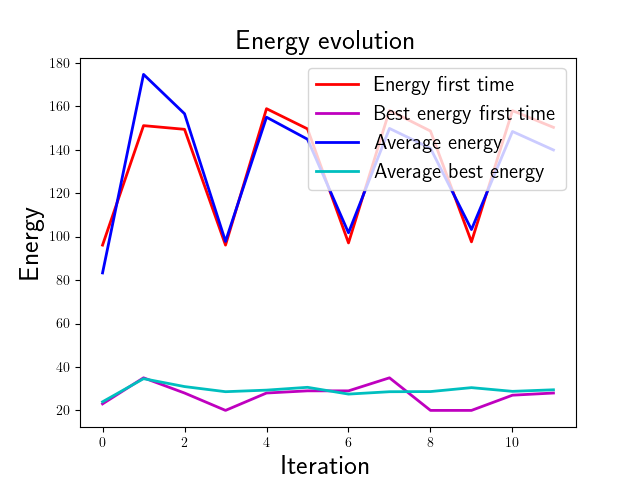 Energy evolution
180
160
140
120
100
80
60
40
20
Energy
Energy first time
Best energy first time
Average energy
Average best energy
0 2 4 6 8 10
Iteration